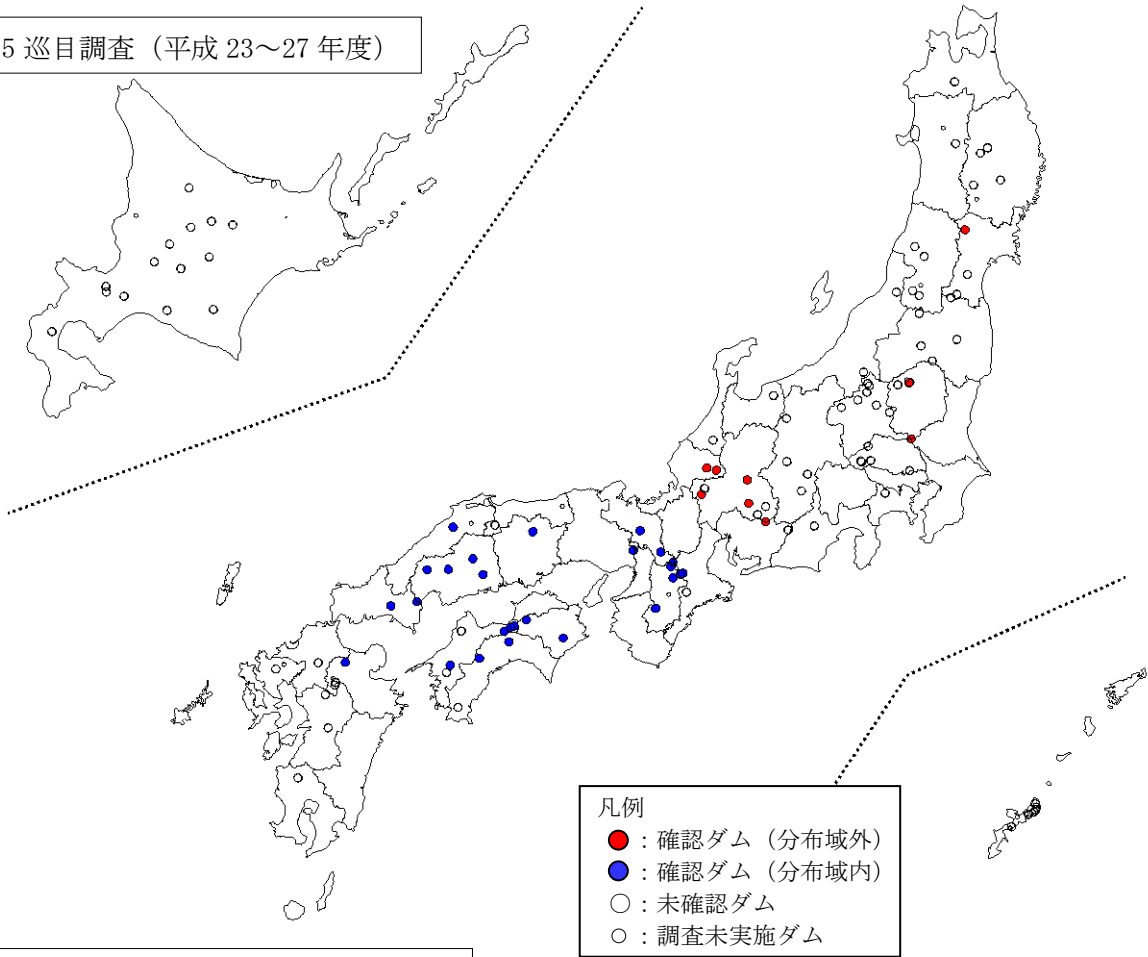 5 巡目調査（平成 23～27 年度）
凡例
：確認ダム（分布域外）
：確認ダム（分布域内）
：未確認ダム
：調査未実施ダム